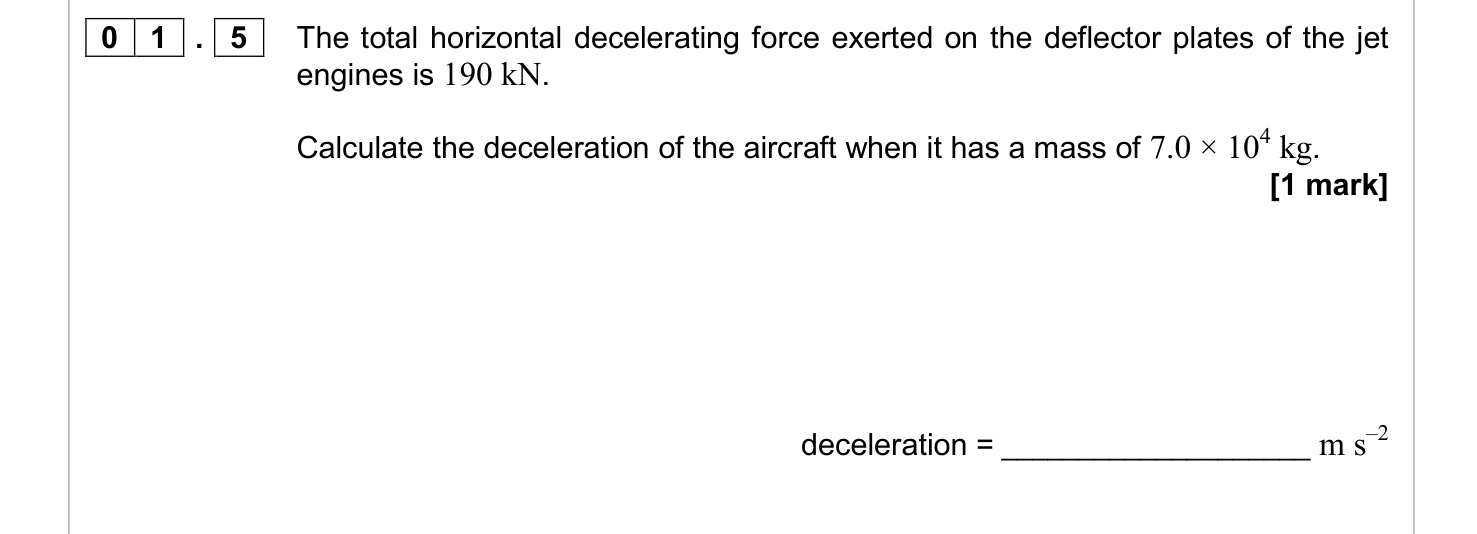 0 1 . 5 The total horizontal decelerating force exerted on the deflector plates of the jet
engines is 190 kN.
Calculate the deceleration of the aircraft when it has a mass of 7.0 × 10⁴ kg.
[1 mark]
deceleration = ____________________ m s⁻²